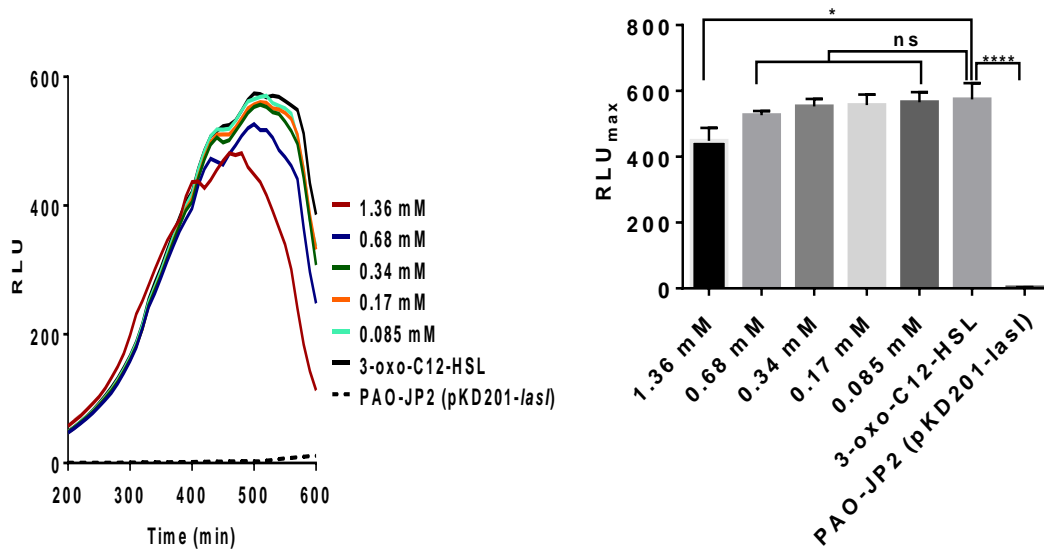 RLU
600
400
200
0
200 300 400 500 600
Time (min)
1.36 mM
0.68 mM
0.34 mM
0.17 mM
0.085 mM
3-oxo-C12-HSL
PAO-JP2 (pKD201-lasI)
RLUmax
800
600
400
200
0
*
ns
****
1.36 mM
0.68 mM
0.34 mM
0.17 mM
0.085 mM
3-oxo-C12-HSL
PAO-JP2 (pKD201-lasI)